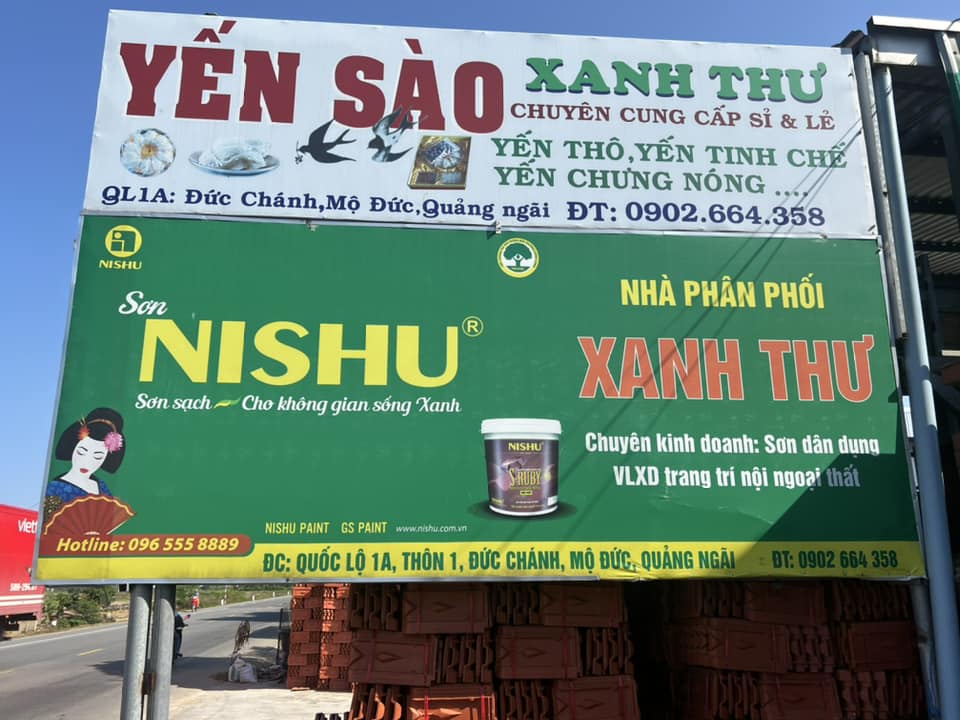 YẾN SÀO
XANH THƯ
CHUYÊN CUNG CẤP SỈ & LẺ
YẾN THÔ,YẾN TINH CHẾ
YẾN CHƯNG NÓNG ....
QL1A: Đức Chánh,Mộ Đức,Quảng ngãi ĐT: 0902.664.358
NISHU
Sơn
NISHU®
Sơn sạch Cho không gian sống Xanh
NHÀ PHÂN PHỐI
XANH THƯ
Chuyên kinh doanh: Sơn dân dụng
VLXD trang trí nội ngoại thất
NISHU
S-RUBY
NISHU PAINT GS PAINT www.nishu.com.vn
Hotline: 096 555 8889
ĐC: QUỐC LỘ 1A, THÔN 1, ĐỨC CHÁNH, MỘ ĐỨC, QUẢNG NGÃI ĐT: 0902 664 358
Viett